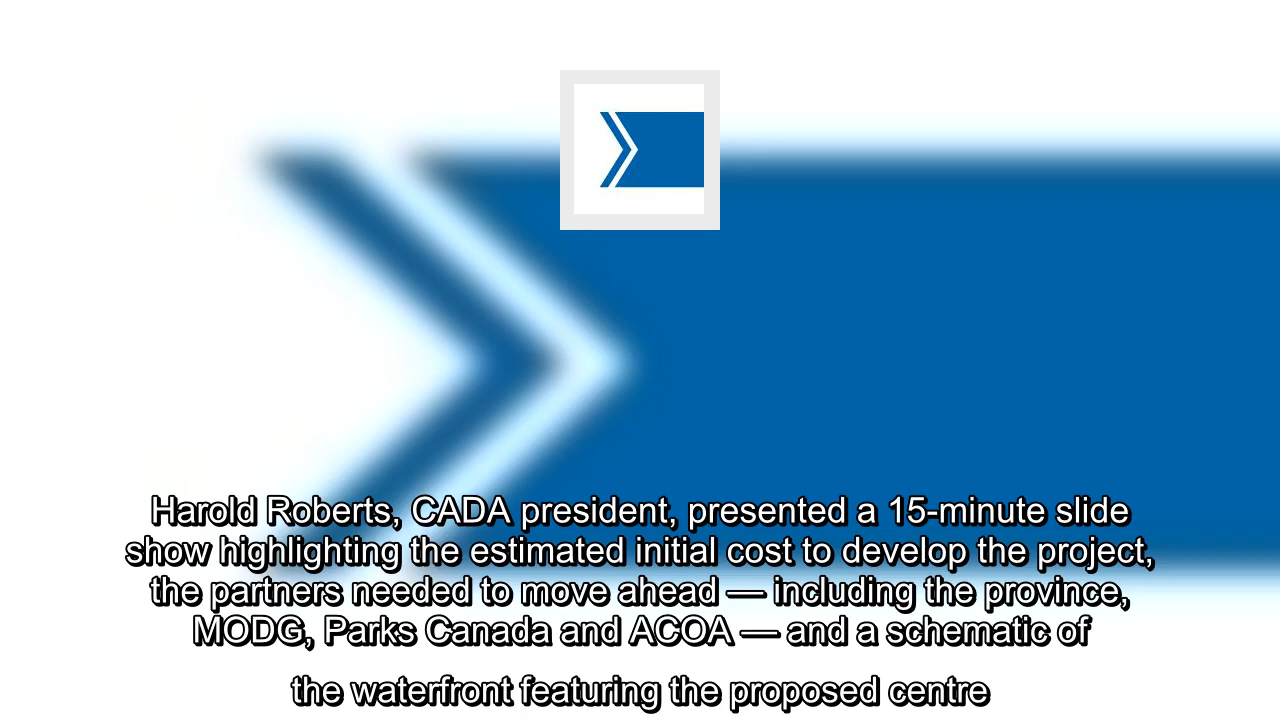 Harold Roberts, CADA president, presented a 15-minute slide
show highlighting the estimated initial cost to develop the project,
the partners needed to move ahead — including the province,
MODG, Parks Canada and ACOA — and a schematic of
the waterfront featuring the proposed centre